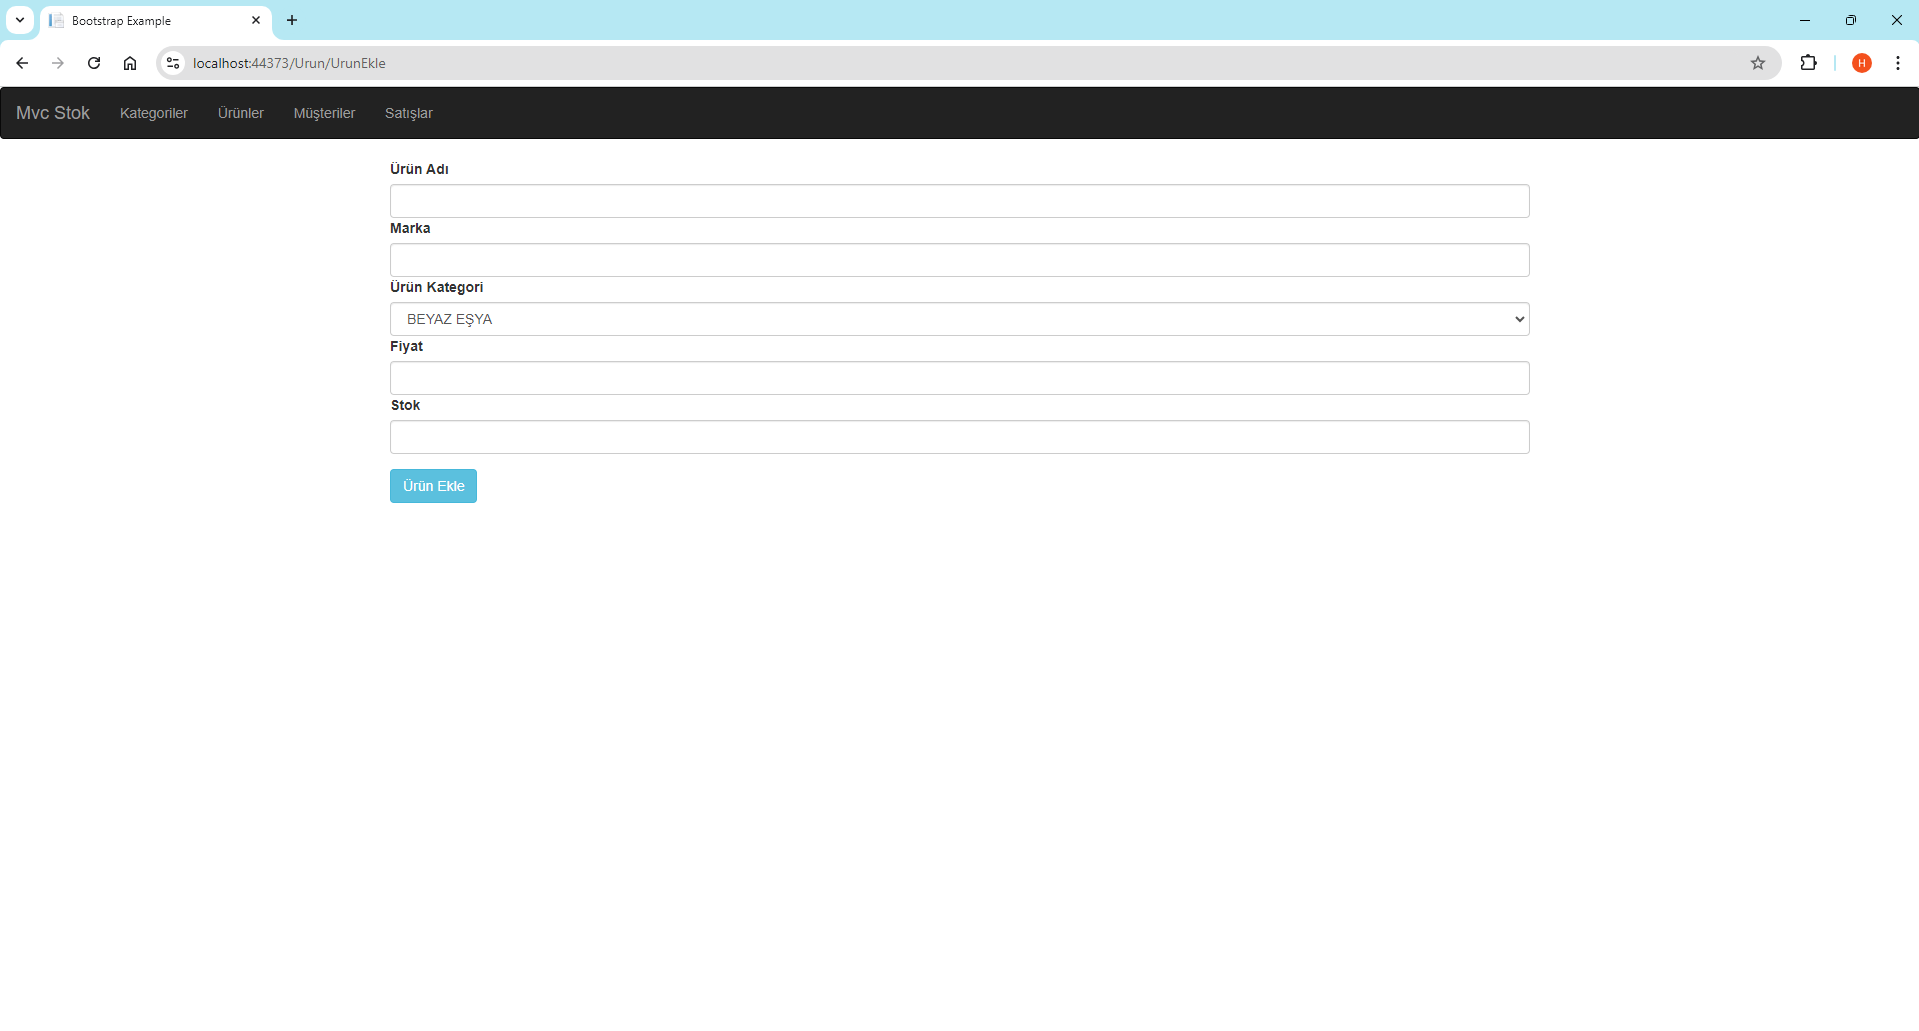 Bootstrap Example
localhost:44373/Urun/UrunEkle
H
Mvc Stok Kategoriler Ürünler Müşteriler Satışlar
Ürün Adı
Marka
Ürün Kategori
BEYAZ EŞYA
Fiyat
Stok
Ürün Ekle